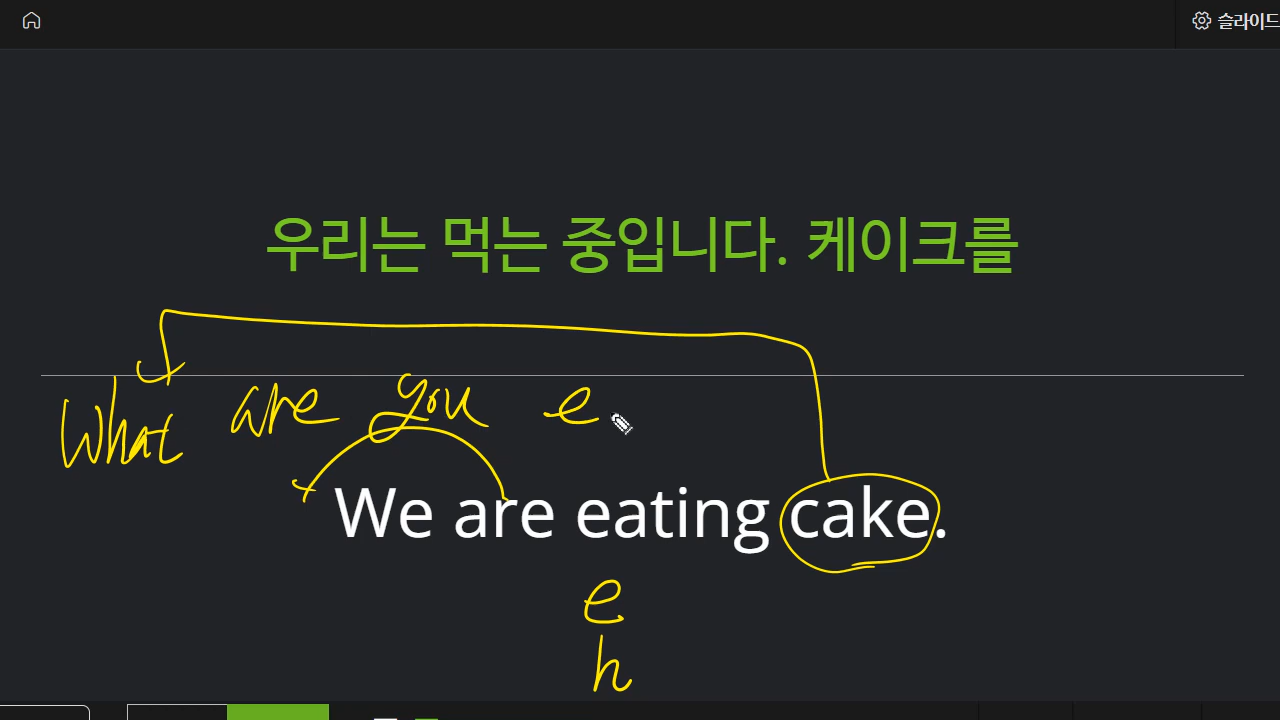 슬라이드
우리는 먹는 중입니다. 케이크를
What are you e
We are eating cake.
e
h